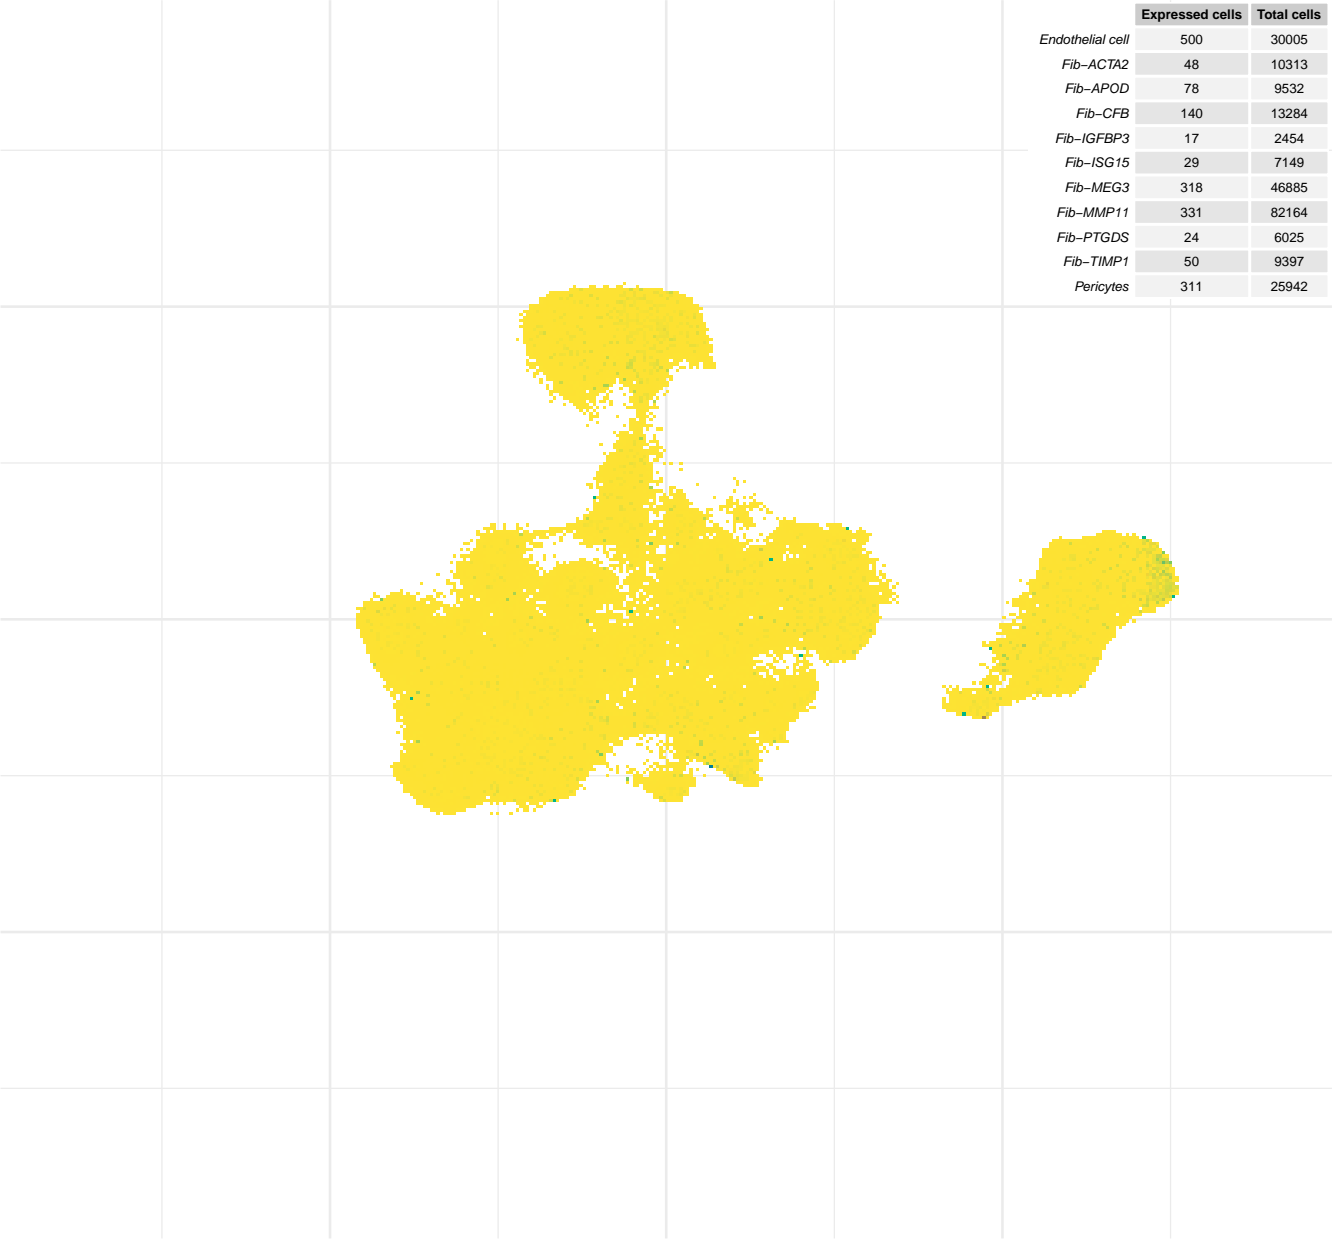 Expressed cells Total cells
Endothelial cell 500 30005
Fib−ACTA2 48 10313
Fib−APOD 78 9532
Fib−CFB 140 13284
Fib−IGFBP3 17 2454
Fib−ISG15 29 7149
Fib−MEG3 318 46885
Fib−MMP11 331 82164
Fib−PTGDS 24 6025
Fib−TIMP1 50 9397
Pericytes 311 25942